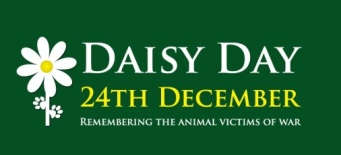 DAISY DAY
24TH DECEMBER
REMEMBERING THE ANIMAL VICTIMS OF WAR